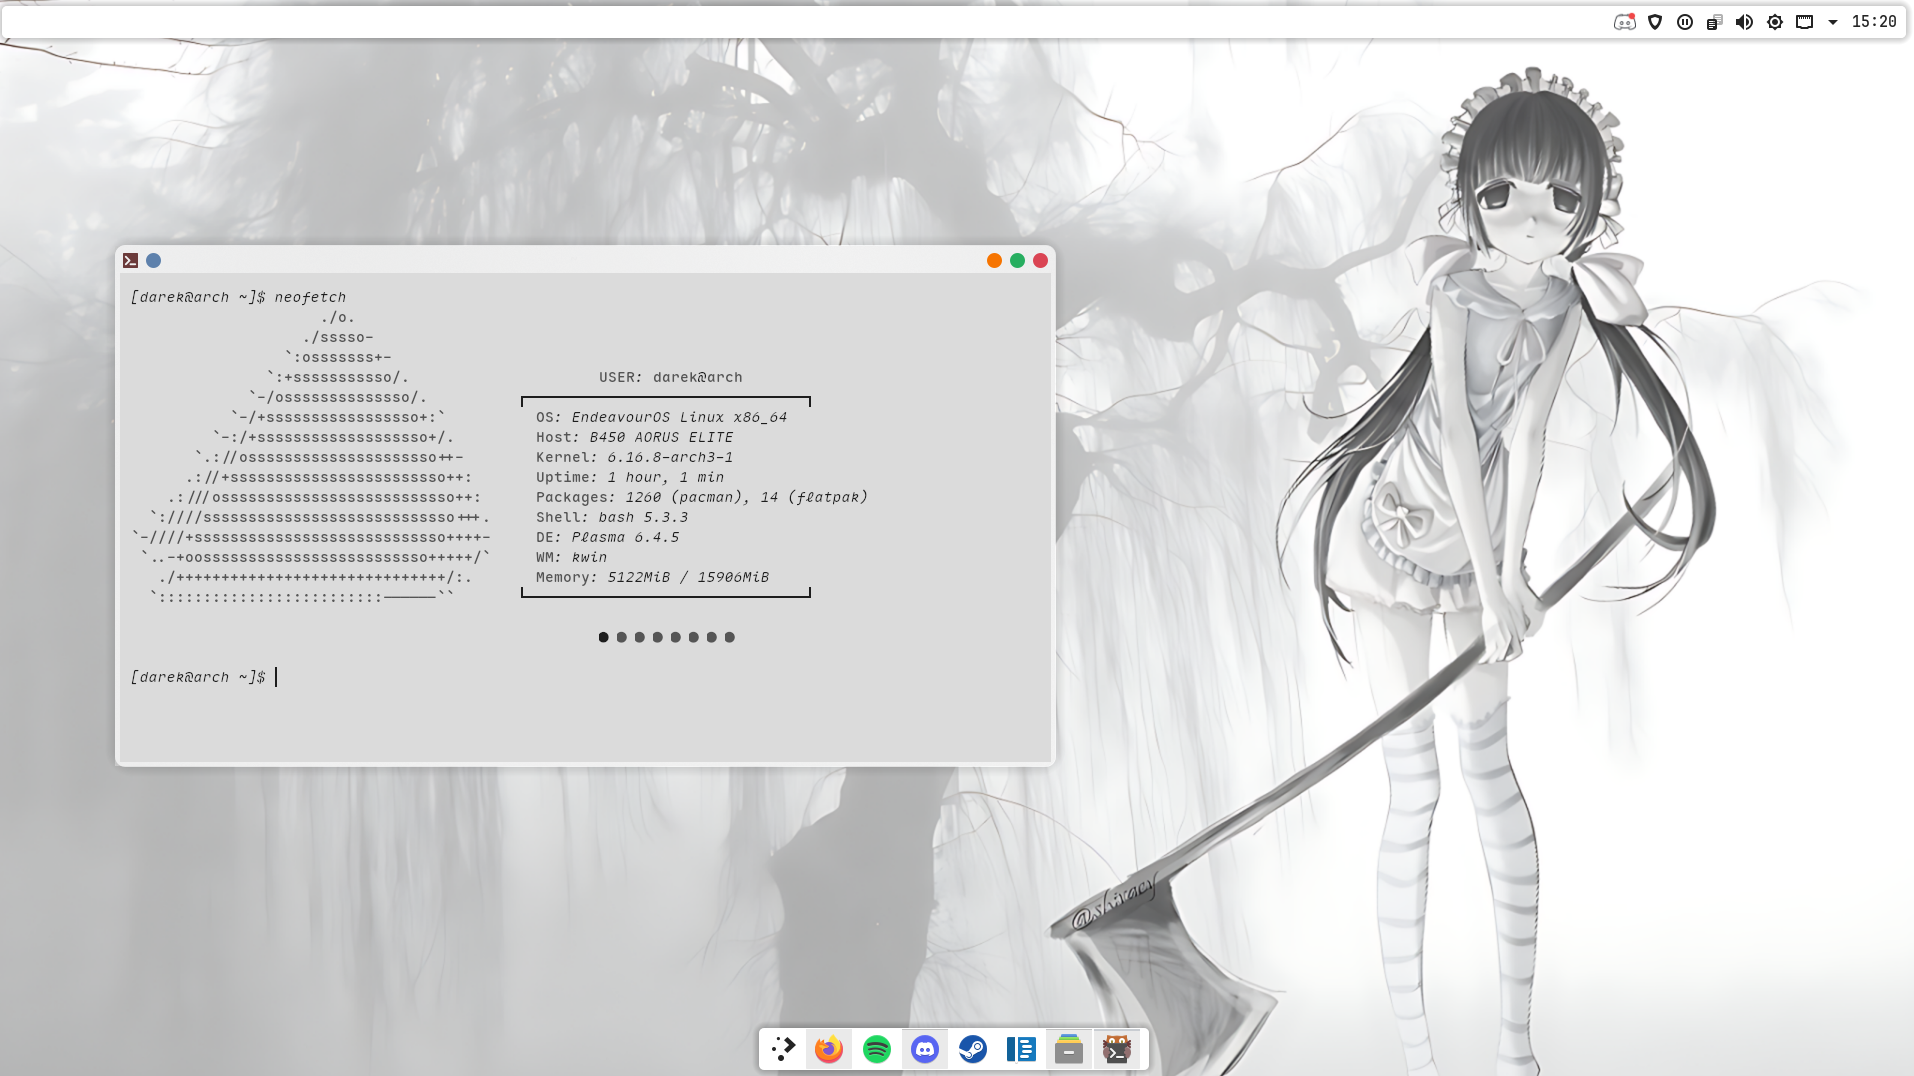 15:20
[darek@arch ~]$ neofetch
./o.
./sssso-
`:osssssss+-
`:+sssssssssso/.
`-/ossssssssssssso/.
`-/+sssssssssssssssso+:`
`-:/+sssssssssssssssssso+/.
`.://osssssssssssssssssssso++-
.://+ssssssssssssssssssssssso++:
.:///ossssssssssssssssssssssssso++:
`:////ssssssssssssssssssssssssssso+++.
`-////+ssssssssssssssssssssssssssso++++-
`..-+oosssssssssssssssssssssssso+++++/`
./++++++++++++++++++++++++++++++/:.
`:::::::::::::::::::::::::------``
USER: darek@arch
OS: EndeavourOS Linux x86_64
Host: B450 AORUS ELITE
Kernel: 6.16.8-arch3-1
Uptime: 1 hour, 1 min
Packages: 1260 (pacman), 14 (flatpak)
Shell: bash 5.3.3
DE: Plasma 6.4.5
WM: kwin
Memory: 5122MiB / 15906MiB
[darek@arch ~]$
@shivacy